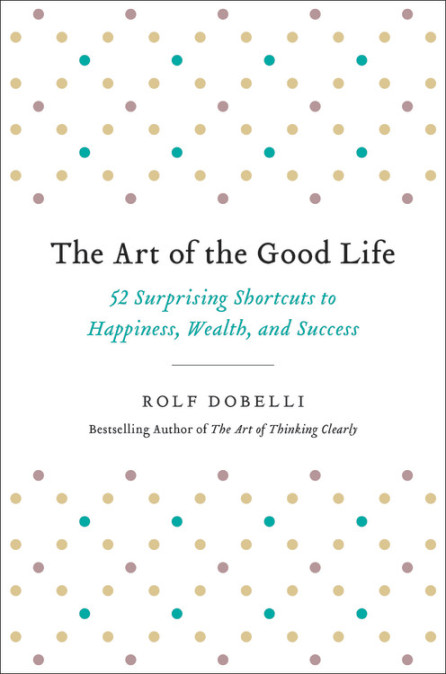 The Art of the Good Life
52 Surprising Shortcuts to
Happiness, Wealth, and Success
ROLF DOBELLI
Bestselling Author of The Art of Thinking Clearly